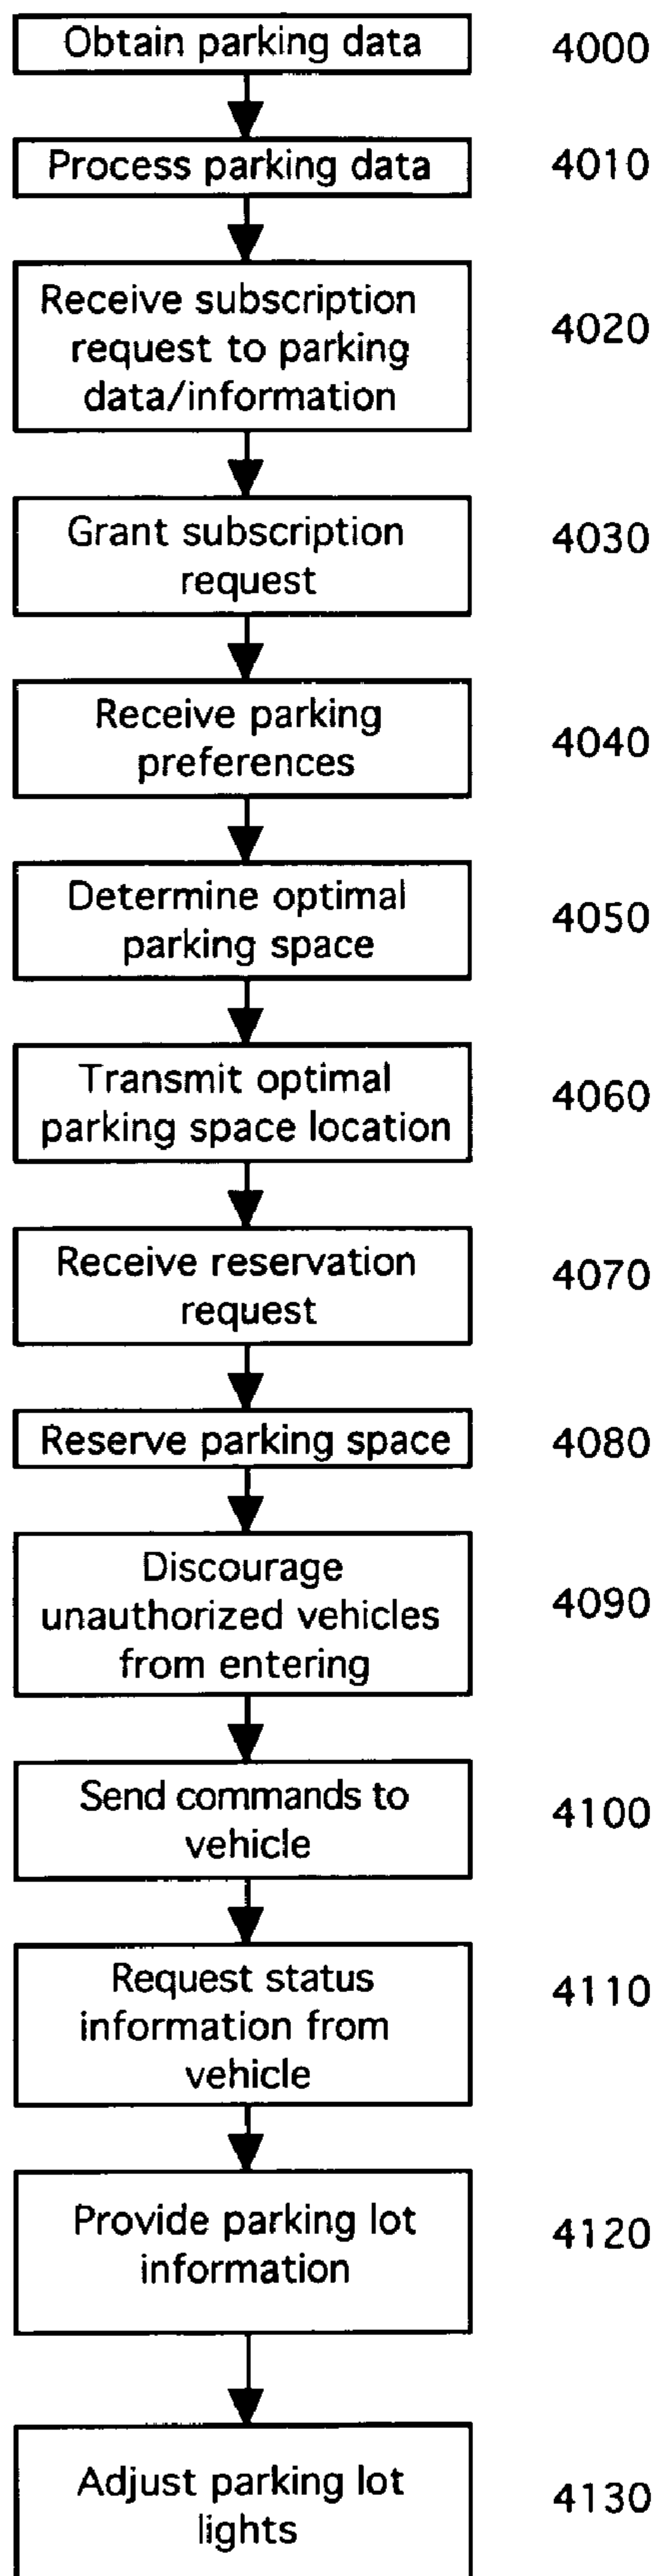 Obtain parking data 4000
Process parking data 4010
Receive subscription
request to parking 4020
data/information
Grant subscription 4030
request
Receive parking 4040
preferences
Determine optimal 4050
parking space
Transmit optimal 4060
parking space location
Receive reservation 4070
request
Reserve parking space 4080
Discourage
unauthorized vehicles 4090
from entering
Send commands to 4100
vehicle
Request status 4110
information from
vehicle
Provide parking lot 4120
information
Adjust parking lot 4130
lights